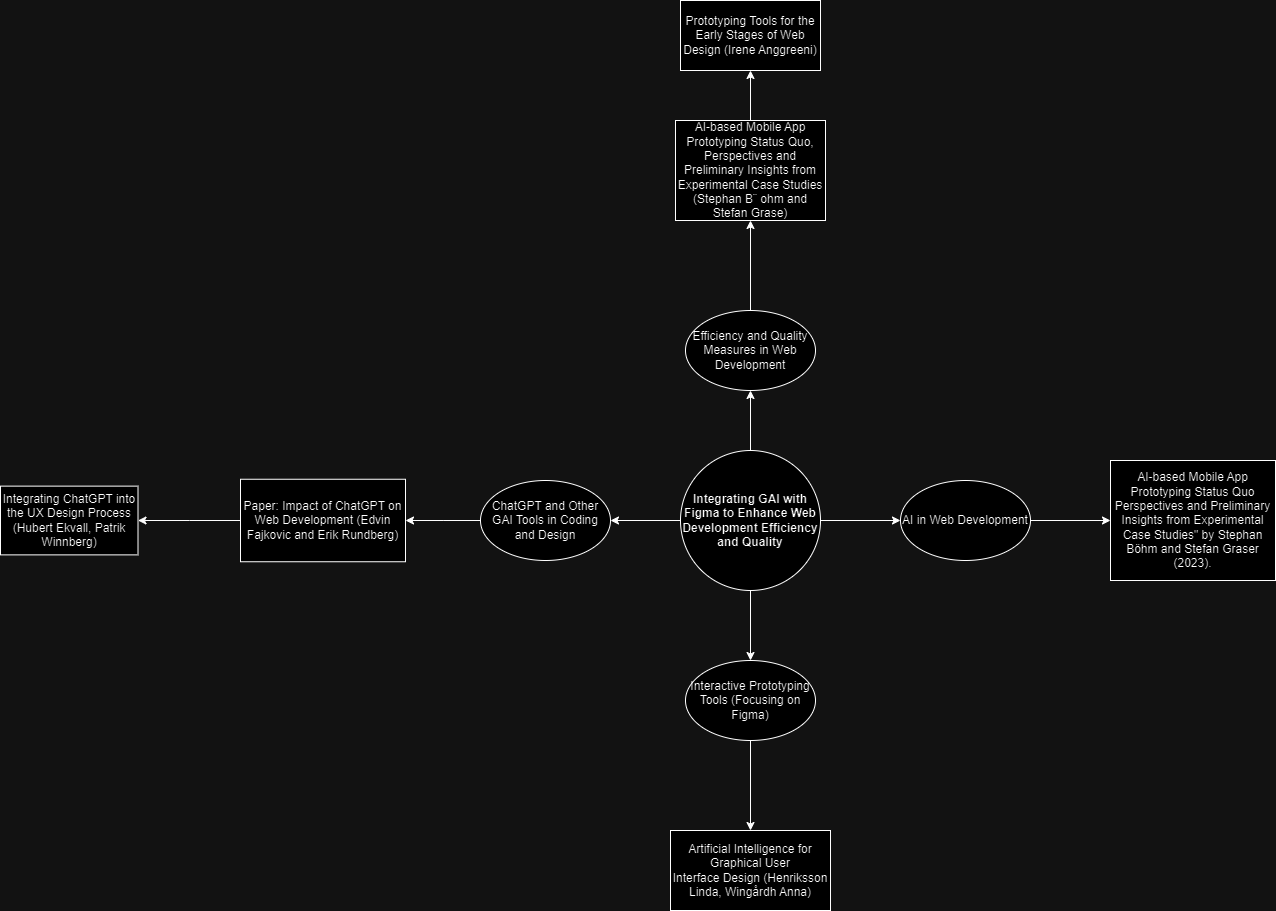 Prototyping Tools for the
Early Stages of Web
Design (Irene Anggreeni)
AI-based Mobile App
Prototyping Status Quo,
Perspectives and
Preliminary Insights from
Experimental Case Studies
(Stephan B¨ ohm and
Stefan Grase)
Efficiency and Quality
Measures in Web
Development
Integrating ChatGPT into
the UX Design Process
(Hubert Ekvall, Patrik
Winnberg)
Paper: Impact of ChatGPT on
Web Development (Edvin
Fajkovic and Erik Rundberg)
ChatGPT and Other
GAI Tools in Coding
and Design
Integrating GAI with
Figma to Enhance Web
Development Efficiency
and Quality
AI in Web Development
AI-based Mobile App
Prototyping Status Quo
Perspectives and Preliminary
Insights from Experimental
Case Studies" by Stephan
Böhm and Stefan Graser
(2023).
Interactive Prototyping
Tools (Focusing on
Figma)
Artificial Intelligence for
Graphical User
Interface Design (Henriksson
Linda, Wingårdh Anna)